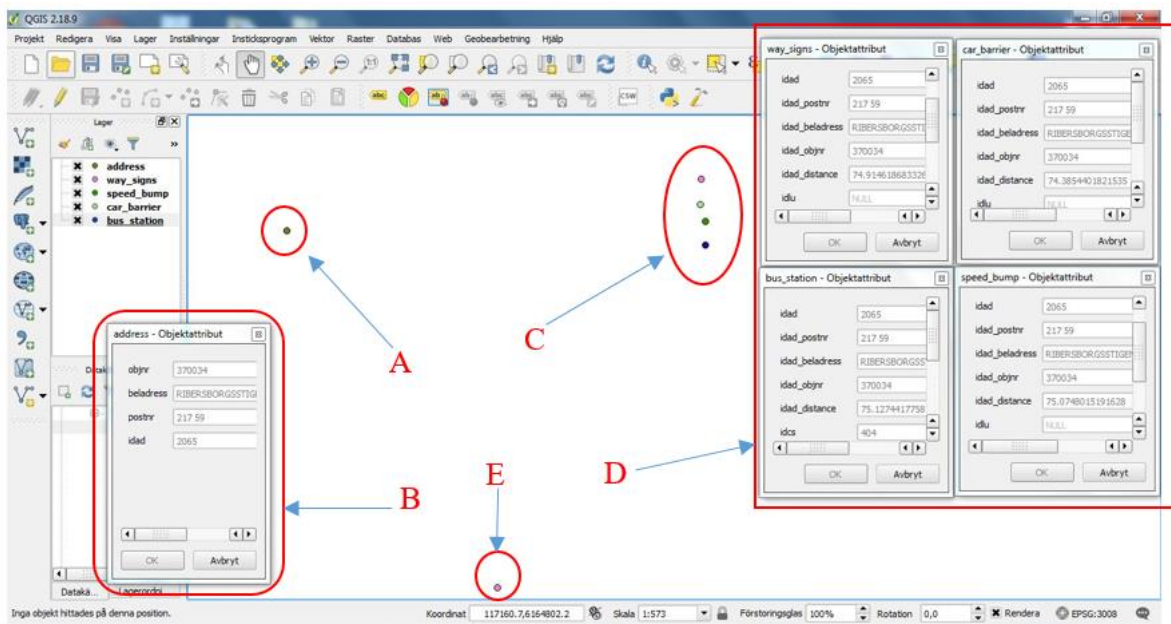 QGIS 2.18.9
Projekt Redigera Visa Lager Inställningar Insticksprogram Vektor Raster Databas Web Geobearbetning Hjälp
Lager
address
way_signs
speed_bump
car_barrier
bus_station
A
C
address - Objektattribut
objnr 370034
beladress RIBERSBORGSSTIG
postnr 217 59
idad 2065
OK Avbryt
B
E
D
way_signs - Objektattribut
idad 2065
idad_postnr 217 59
idad_beladress RIBERSBORGSSTI
idad_objnr 370034
idad_distance 74.914618683326
idlu NULL
OK Avbryt
car_barrier - Objektattribut
idad 2065
idad_postnr 217 59
idad_beladress RIBERSBORGSSTIGE
idad_objnr 370034
idad_distance 74.3854401821535
idlu NULL
OK Avbryt
bus_station - Objektattribut
idad 2065
idad_postnr 217 59
idad_beladress RIBERSBORGSS
idad_objnr 370034
idad_distance 75.1274417758
idcs 404
OK Avbryt
speed_bump - Objektattribut
idad 2065
idad_postnr 217 59
idad_beladress RIBERSBORGSSTIGEN
idad_objnr 370034
idad_distance 75.0748015191628
idlu NULL
OK Avbryt
Datakä... Lagerordni
Inga objekt hittades på denna position.
Koordinat 117160.7,6164802.2 Skala 1:573 Förstoringsglas 100% Rotation 0,0 Rendera EPSG:3008
abc
CSW